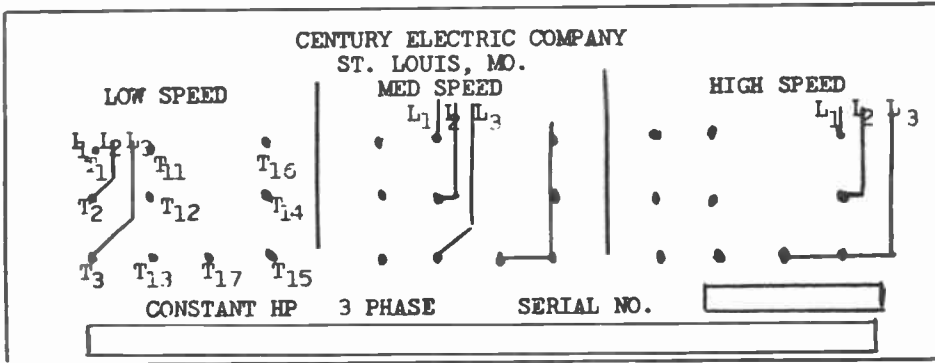 CENTURY ELECTRIC COMPANY
ST. LOUIS, MO.
LOW SPEED
MED SPEED
HIGH SPEED
L1 L2 L3
L1 L2 L3
L1 L2 L3
T1 T11 T16
T2 T12 T14
T3 T13 T17 T15
CONSTANT HP 3 PHASE SERIAL NO.